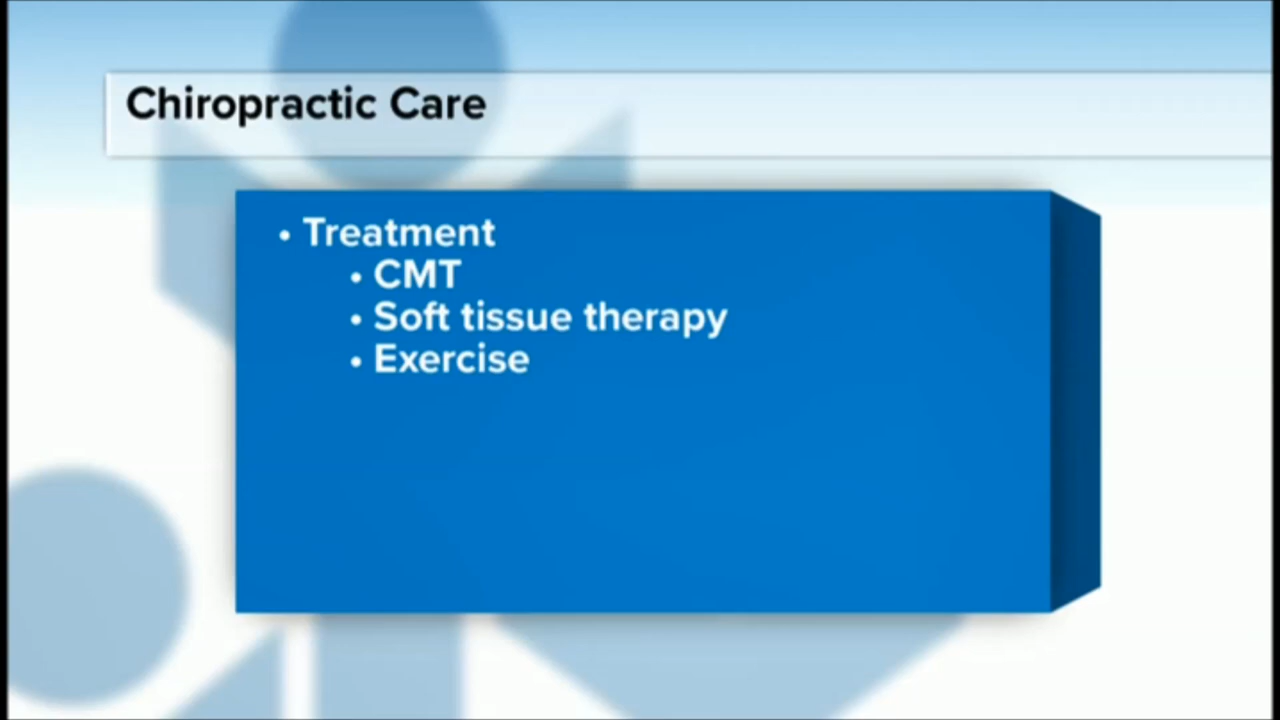 Chiropractic Care
• Treatment
• CMT
• Soft tissue therapy
• Exercise